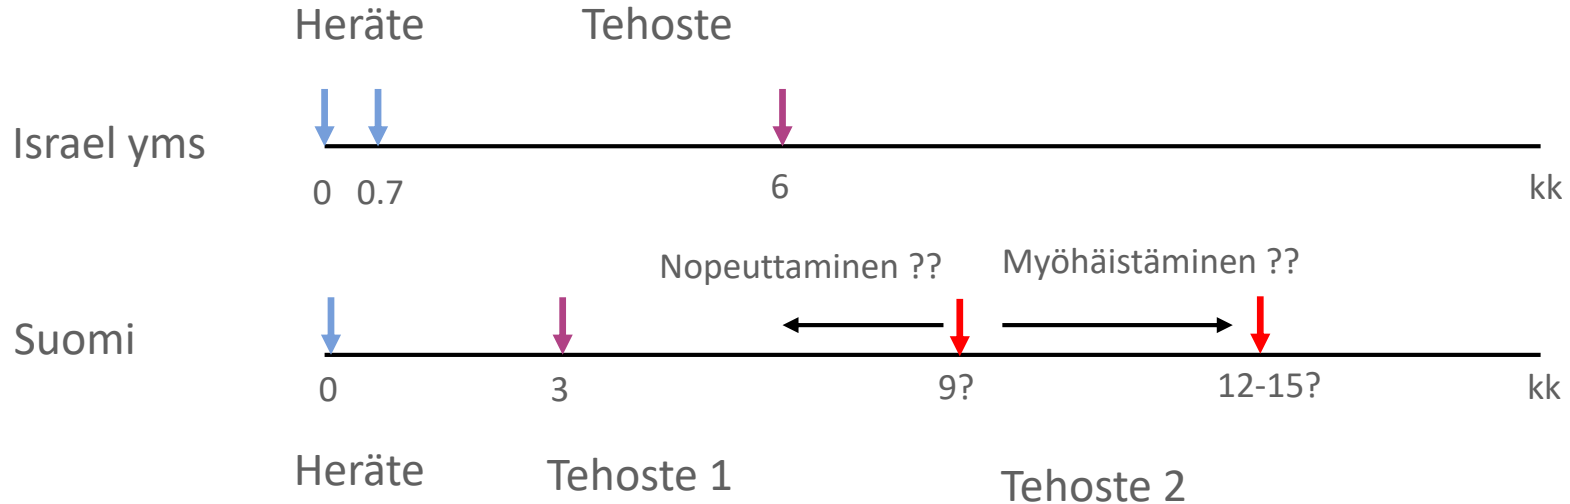 Heräte
Tehoste
Israel yms
0
0.7
6
kk
Nopeuttaminen ??
Myöhäistäminen ??
Suomi
0
3
9?
12-15?
kk
Heräte
Tehoste 1
Tehoste 2